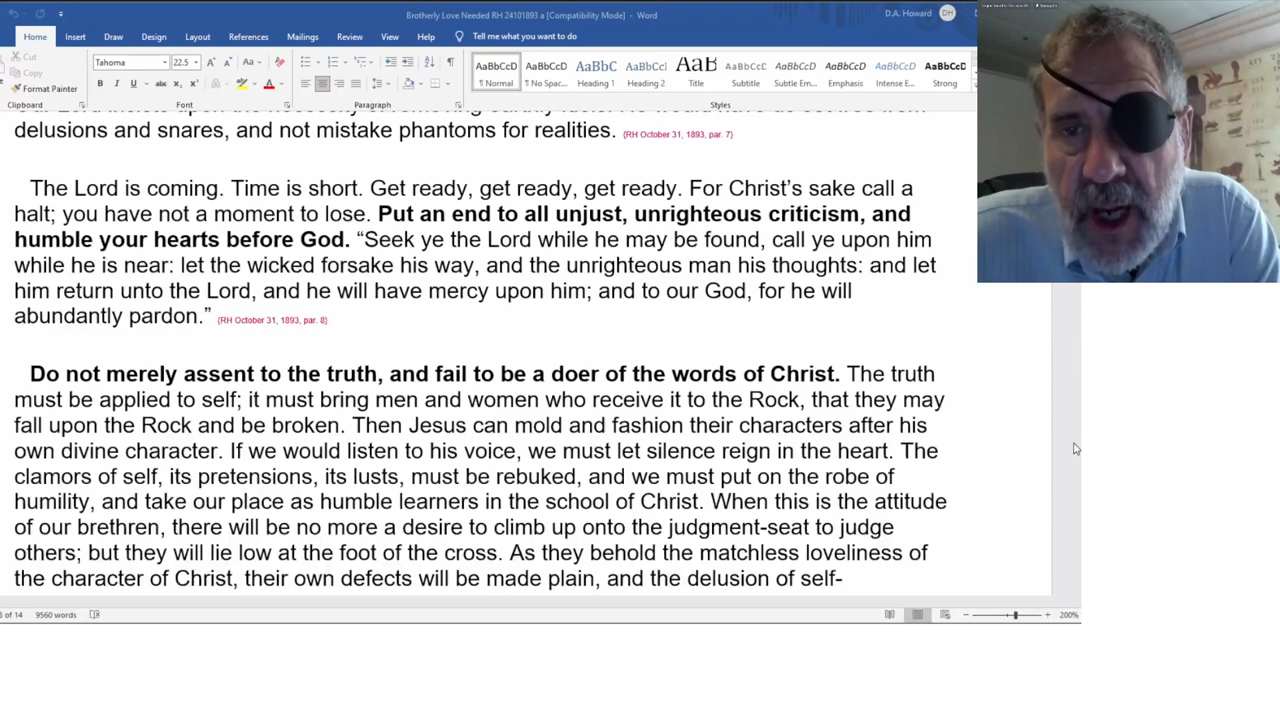 Brotherly Love Needed RH 24101893 a [Compatibility Mode] - Word
D.A. Howard
DH
Home Insert Draw Design Layout References Mailings Review View Help Tell me what you want to do
Cut
Copy
Format Painter
Clipboard
Tahoma 22.5
Font
Paragraph
AaBbCcD AaBbCcD AaBbC AaBbCcC AaB AaBbCcD AaBbCcD AaBbCcD AaBbCcD AaBbCcD
¶ Normal ¶ No Spac... Heading 1 Heading 2 Title Subtitle Subtle Em... Emphasis Intense E... Strong
Styles
delusions and snares, and not mistake phantoms for realities. {RH October 31, 1893, par. 7}
The Lord is coming. Time is short. Get ready, get ready, get ready. For Christ’s sake call a
halt; you have not a moment to lose. Put an end to all unjust, unrighteous criticism, and
humble your hearts before God. “Seek ye the Lord while he may be found, call ye upon him
while he is near: let the wicked forsake his way, and the unrighteous man his thoughts: and let
him return unto the Lord, and he will have mercy upon him; and to our God, for he will
abundantly pardon.” {RH October 31, 1893, par. 8}
Do not merely assent to the truth, and fail to be a doer of the words of Christ. The truth
must be applied to self; it must bring men and women who receive it to the Rock, that they may
fall upon the Rock and be broken. Then Jesus can mold and fashion their characters after his
own divine character. If we would listen to his voice, we must let silence reign in the heart. The
clamors of self, its pretensions, its lusts, must be rebuked, and we must put on the robe of
humility, and take our place as humble learners in the school of Christ. When this is the attitude
of our brethren, there will be no more a desire to climb up onto the judgment-seat to judge
others; but they will lie low at the foot of the cross. As they behold the matchless loveliness of
the character of Christ, their own defects will be made plain, and the delusion of self-
of 14 9560 words
200%